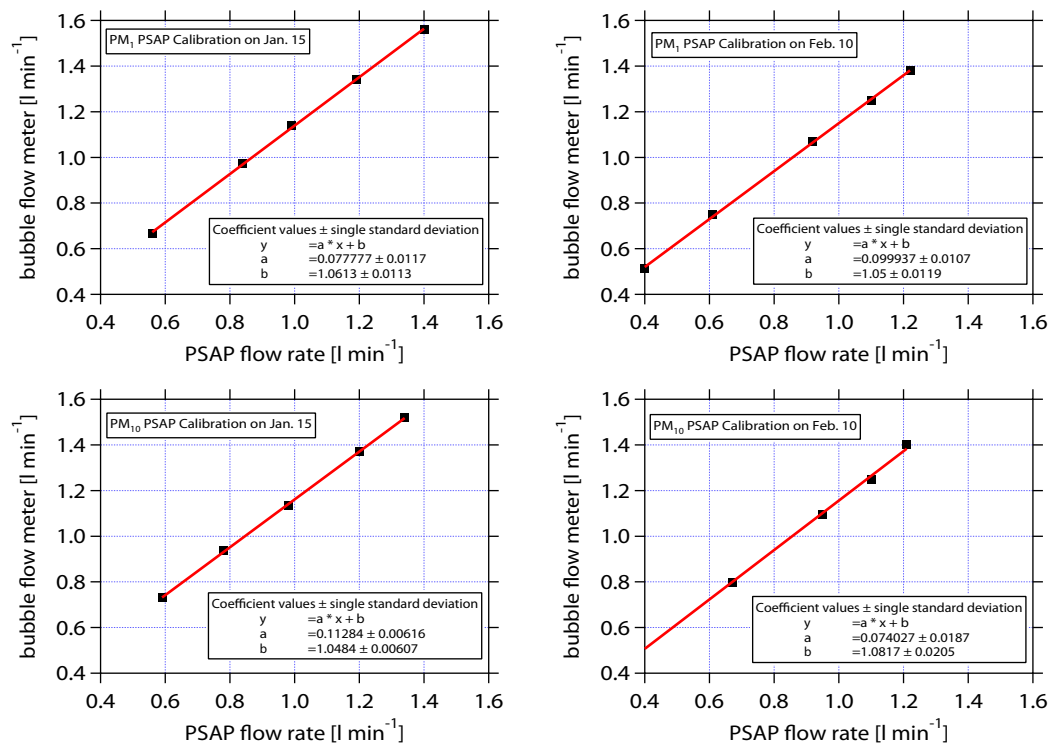 1.6
1.4
1.2
1.0
0.8
0.6
0.4
bubble flow meter [l min⁻¹]
PM₁ PSAP Calibration on Jan. 15
Coefficient values ± single standard deviation
y =a * x + b
a =0.077777 ± 0.0117
b =1.0613 ± 0.0113
0.4 0.6 0.8 1.0 1.2 1.4 1.6
PSAP flow rate [l min⁻¹]
1.6
1.4
1.2
1.0
0.8
0.6
0.4
bubble flow meter [l min⁻¹]
PM₁ PSAP Calibration on Feb. 10
Coefficient values ± single standard deviation
y =a * x + b
a =0.099937 ± 0.0107
b =1.05 ± 0.0119
0.4 0.6 0.8 1.0 1.2 1.4 1.6
PSAP flow rate [l min⁻¹]
1.6
1.4
1.2
1.0
0.8
0.6
0.4
bubble flow meter [l min⁻¹]
PM₁₀ PSAP Calibration on Jan. 15
Coefficient values ± single standard deviation
y =a * x + b
a =0.11284 ± 0.00616
b =1.0484 ± 0.00607
0.4 0.6 0.8 1.0 1.2 1.4 1.6
PSAP flow rate [l min⁻¹]
1.6
1.4
1.2
1.0
0.8
0.6
0.4
bubble flow meter [l min⁻¹]
PM₁₀ PSAP Calibration on Feb. 10
Coefficient values ± single standard deviation
y =a * x + b
a =0.074027 ± 0.0187
b =1.0817 ± 0.0205
0.4 0.6 0.8 1.0 1.2 1.4 1.6
PSAP flow rate [l min⁻¹]